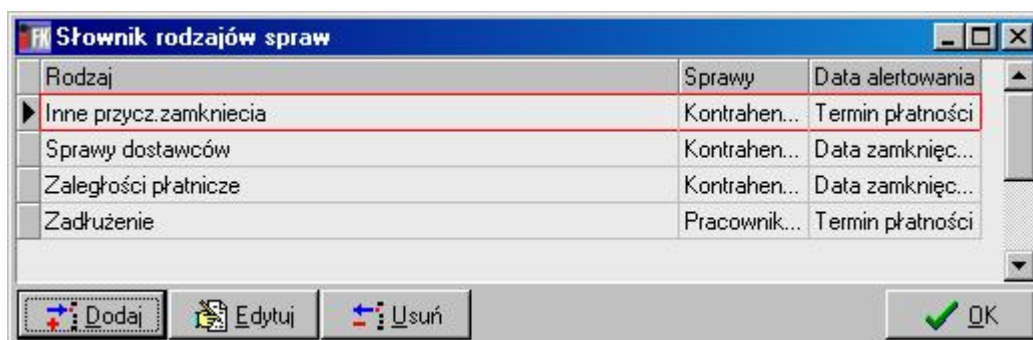 FK Słownik rodzajów spraw
Rodzaj Sprawy Data alertowania
Inne przycz.zamkniecia Kontrahen... Termin płatności
Sprawy dostawców Kontrahen... Data zamknięc...
Zaległości płatnicze Kontrahen... Data zamknięc...
Zadłużenie Pracownik... Termin płatności
Dodaj Edytuj Usuń OK